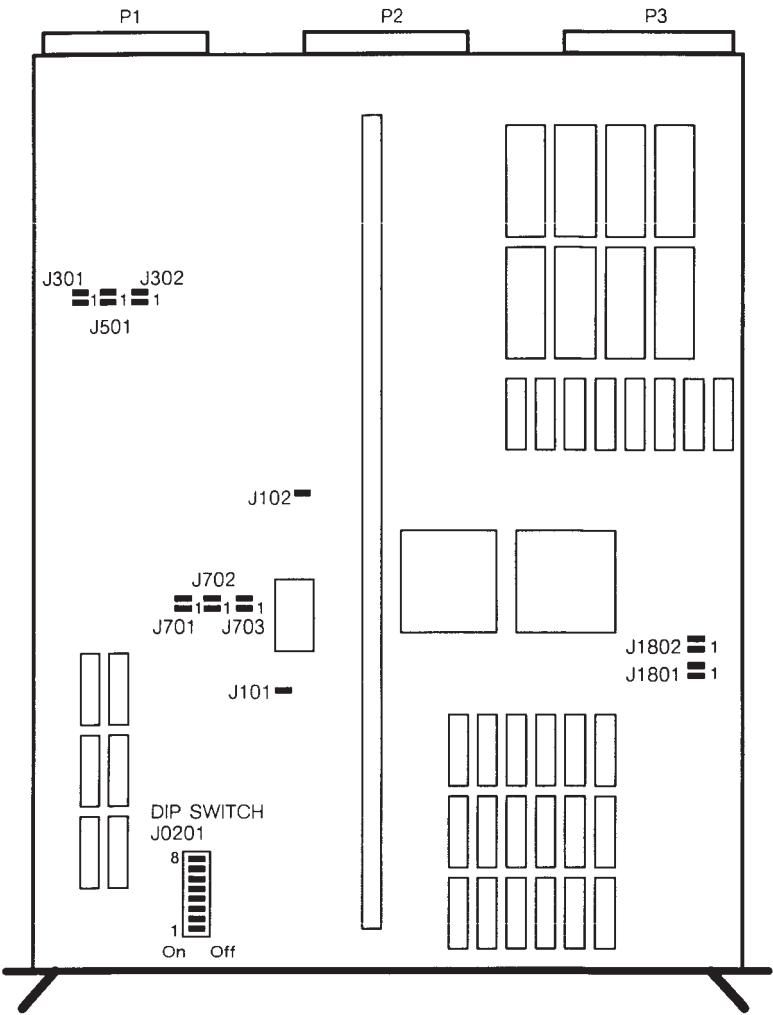 P1 P2 P3
J301 J302
1 1 1
J501
J102
J702
1 1 1
J701 J703
J1802 1
J1801 1
J101
DIP SWITCH
J0201
8
1
On Off